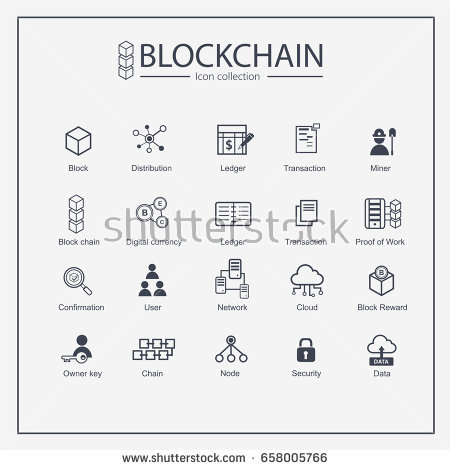 BLOCKCHAIN
Icon collection
$
Block Distribution Ledger Transaction Miner
B E C
Block chain Digital currency Ledger Transaction Proof of Work
shutterstock
B
Confirmation User Network Cloud Block Reward
DATA
Owner key Chain Node Security Data
www.shutterstock.com · 658005766